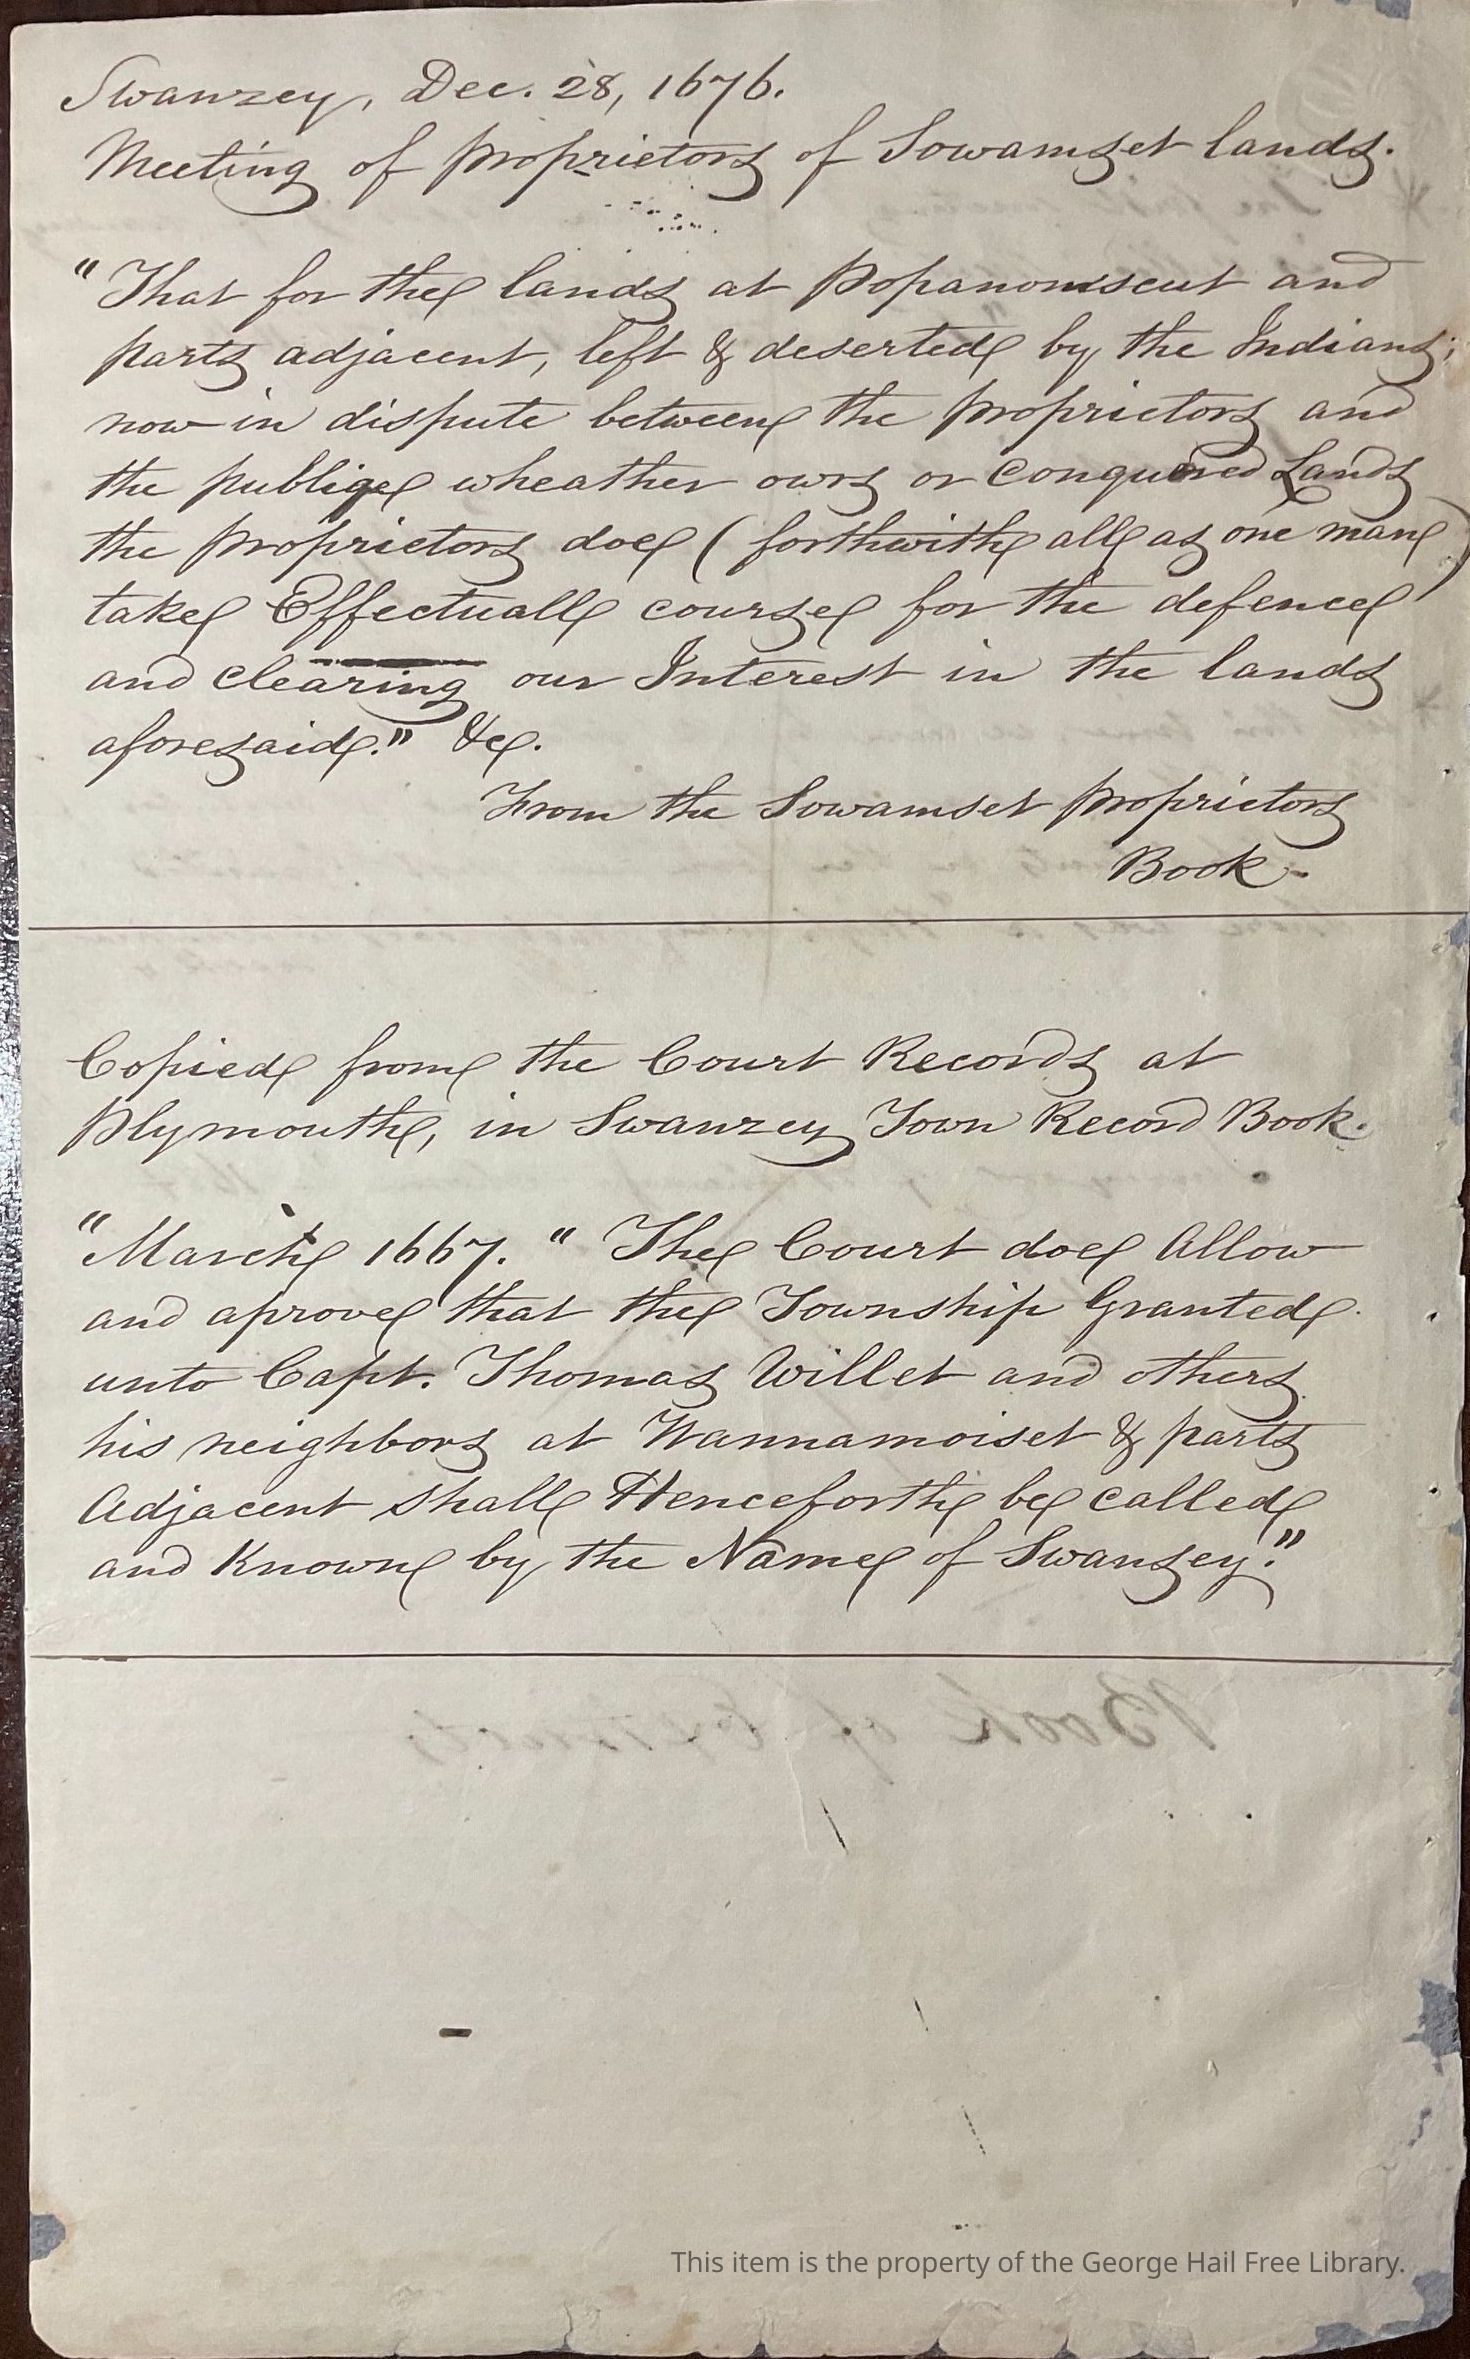 Swanzey, Dec. 28, 1676.
Meeting of proprietors of Sowamset lands.
"That for the lands at Popanomscut and
parts adjacent, left & deserted by the Indians;
now in dispute between the proprietors and
the publique wheather ours or Conquered Lands
the proprietors doe (forthwith all as one man)
take Effectuall course for the defence
and clearing our Interest in the lands
aforesaid." &c.
From the Sowamset proprietors
Book.
Copied from the Court Records at
Plymouth, in Swanzey Town Record Book.
"March 1667. " The Court doe Allow
and aprove that the Township Granted
unto Capt. Thomas Willet and others
his neighbors at Wannamoiset & parts
Adjacent shall Henceforth be called
and Known by the Name of Swansey."
Book of Extracts
This item is the property of the George Hail Free Library.